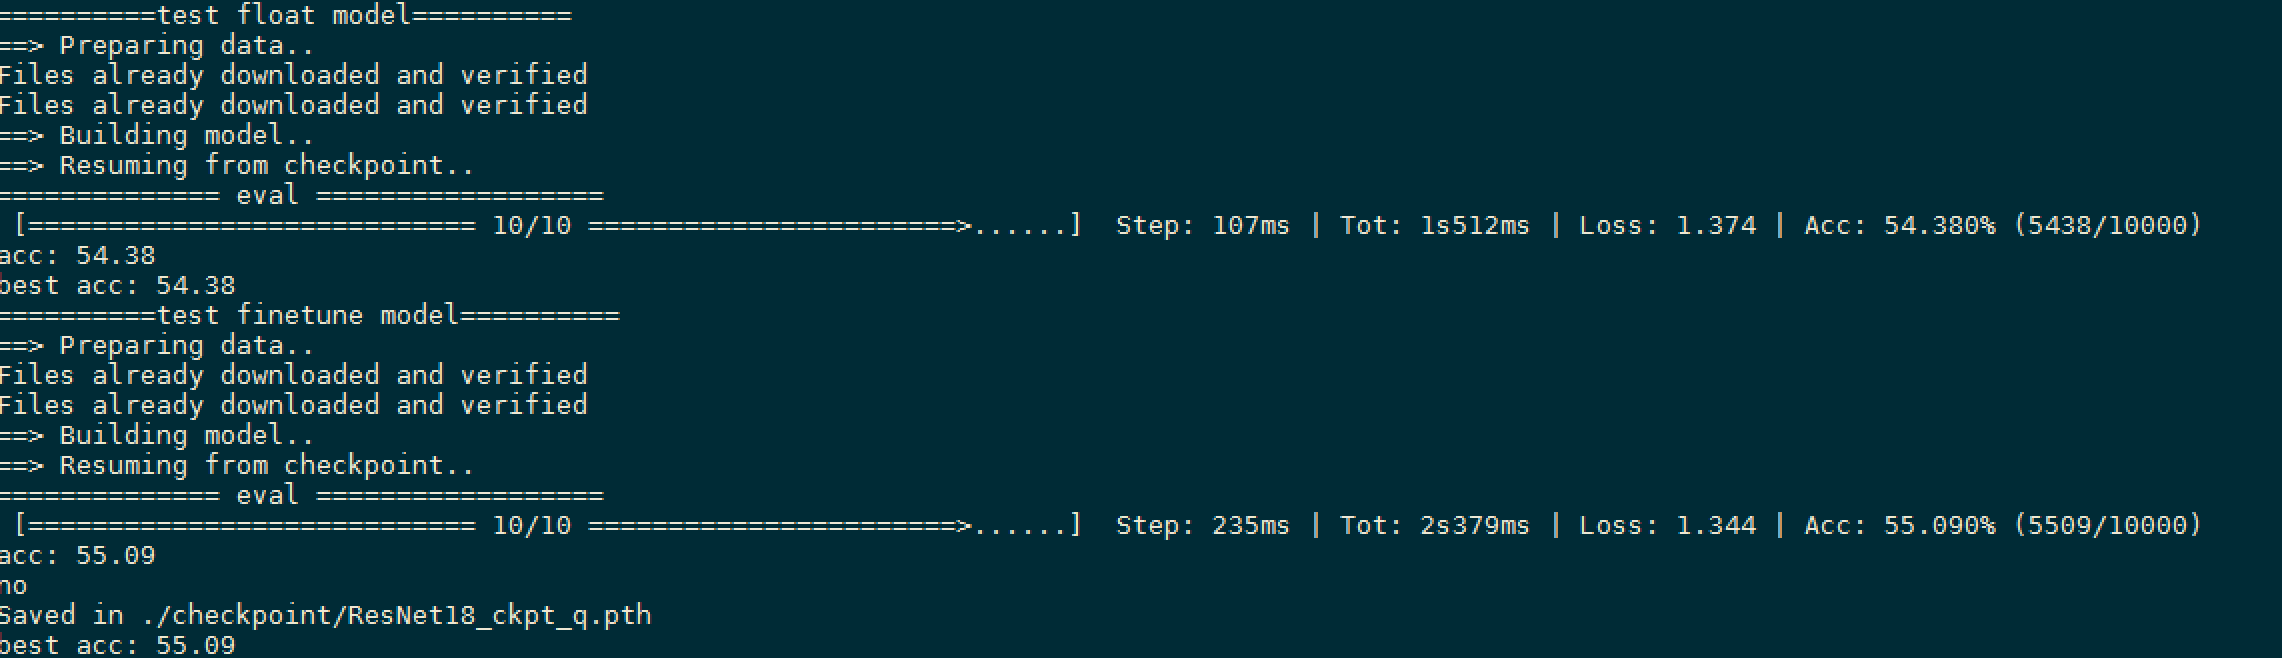 ==========test float model==========
==> Preparing data..
Files already downloaded and verified
Files already downloaded and verified
==> Building model..
==> Resuming from checkpoint..
============== eval ==================
[============================ 10/10 =======================>......]  Step: 107ms | Tot: 1s512ms | Loss: 1.374 | Acc: 54.380% (5438/10000)
acc: 54.38
best acc: 54.38
==========test finetune model==========
==> Preparing data..
Files already downloaded and verified
Files already downloaded and verified
==> Building model..
==> Resuming from checkpoint..
============== eval ==================
[============================ 10/10 =======================>......]  Step: 235ms | Tot: 2s379ms | Loss: 1.344 | Acc: 55.090% (5509/10000)
acc: 55.09
no
Saved in ./checkpoint/ResNet18_ckpt_q.pth
best acc: 55.09